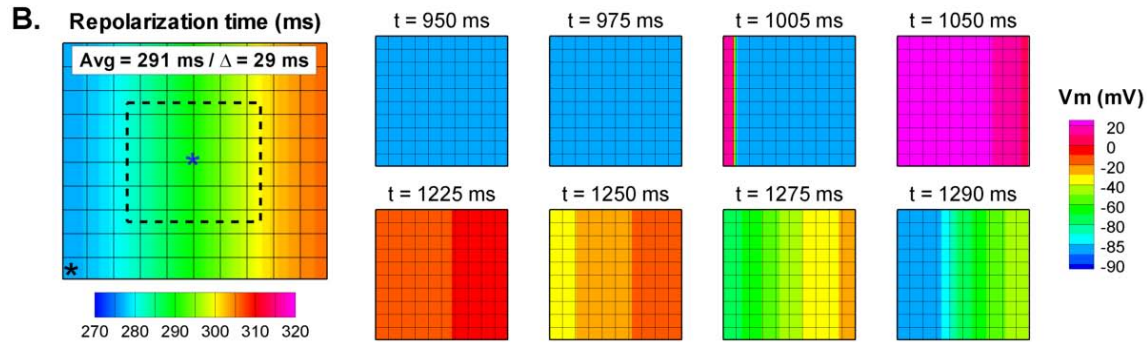 B.
Repolarization time (ms)
Avg = 291 ms / Δ = 29 ms
*
*
270 280 290 300 310 320
t = 950 ms
t = 975 ms
t = 1005 ms
t = 1050 ms
t = 1225 ms
t = 1250 ms
t = 1275 ms
t = 1290 ms
Vm (mV)
20
0
-20
-40
-60
-80
-85
-90